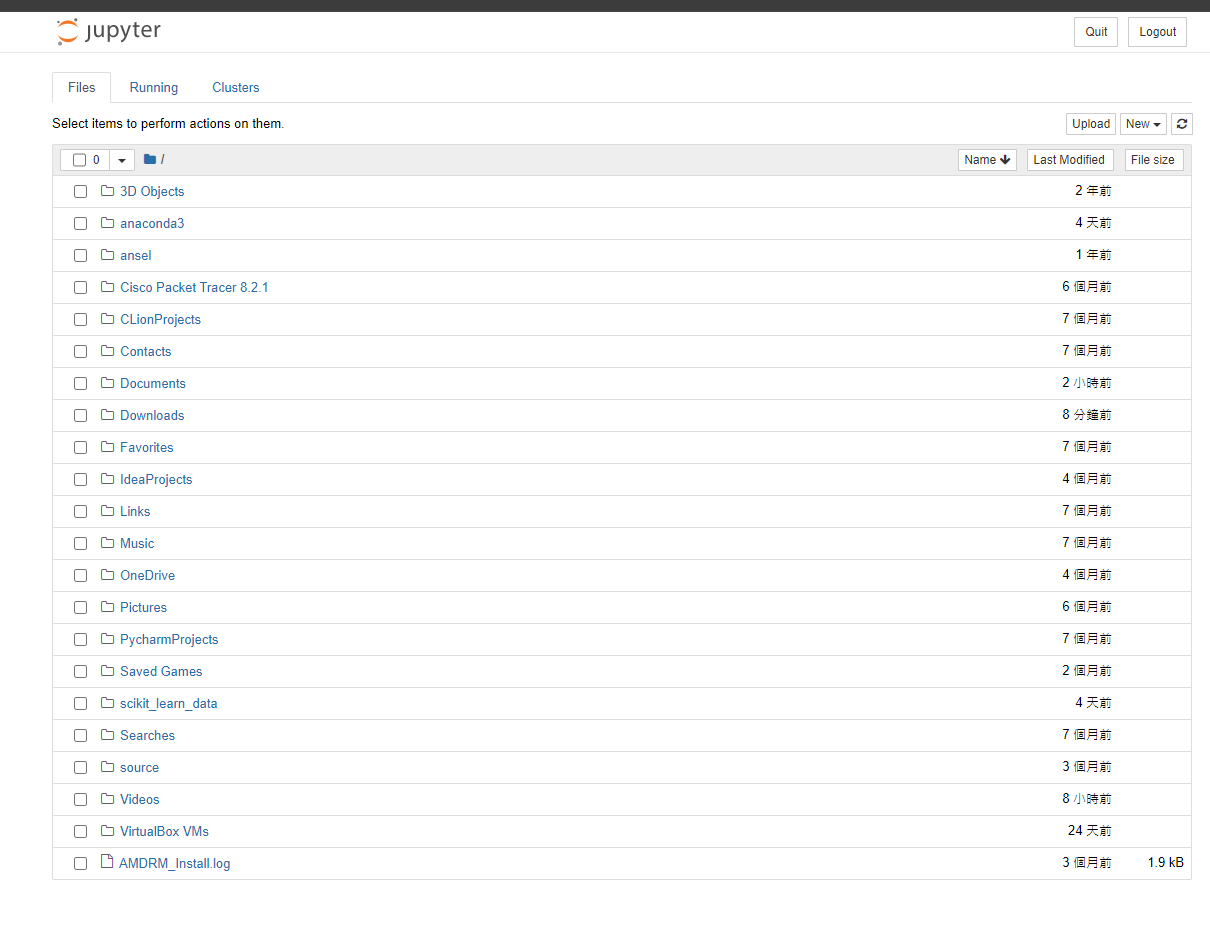 jupyter Quit Logout
Files Running Clusters
Select items to perform actions on them. Upload New
0 / Name Last Modified File size
3D Objects 2 年前
anaconda3 4 天前
ansel 1 年前
Cisco Packet Tracer 8.2.1 6 個月前
CLionProjects 7 個月前
Contacts 7 個月前
Documents 2 小時前
Downloads 8 分鐘前
Favorites 7 個月前
IdeaProjects 4 個月前
Links 7 個月前
Music 7 個月前
OneDrive 4 個月前
Pictures 6 個月前
PycharmProjects 7 個月前
Saved Games 2 個月前
scikit_learn_data 4 天前
Searches 7 個月前
source 3 個月前
Videos 8 小時前
VirtualBox VMs 24 天前
AMDRM_Install.log 3 個月前 1.9 kB